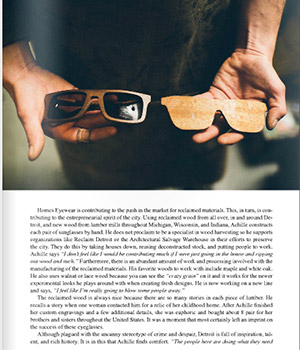 Homes Eyewear is contributing to the push in the market for reclaimed materials. This, in turn, is con-
tributing to the entrepreneurial spirit of the city. Using reclaimed wood from all over, in and around De-
troit, and new wood from lumber mills throughout Michigan, Wisconsin, and Indiana, Achille constructs
each pair of sunglasses by hand. He does not proclaim to be a specialist in wood harvesting so he supports
organizations like Reclaim Detroit or the Architectural Salvage Warehouse in their efforts to preserve
the city. They do this by taking houses down, reusing deconstructed stock, and putting people to work.
Achille says "I don't feel like I would be contributing much if I were just going in the house and ripping
out wood and such." Furthermore, there is an abundant amount of work and processing involved with the
manufacturing of the reclaimed materials. His favorite woods to work with include maple and white oak.
He also uses walnut or lace wood because you can see the "crazy grain" on it and it works for the newer
experimental looks he plays around with when creating fresh designs. He is now working on a new line
and says, "I feel like I'm really going to blow some people away."
The reclaimed wood is always nice because there are so many stories in each piece of lumber. He
recalls a story when one woman contacted him for a relic of her childhood home. After Achille finished
her custom engravings and a few additional details, she was euphoric and bought about 8 pair for her
brothers and sisters throughout the United States. It was a moment that most certainly left an imprint on
the success of these eyeglasses.
Although plagued with the uncanny stereotype of crime and despair, Detroit is full of inspiration, tal-
ent, and rich history. It is in this that Achille finds comfort. "The people here are doing what they need